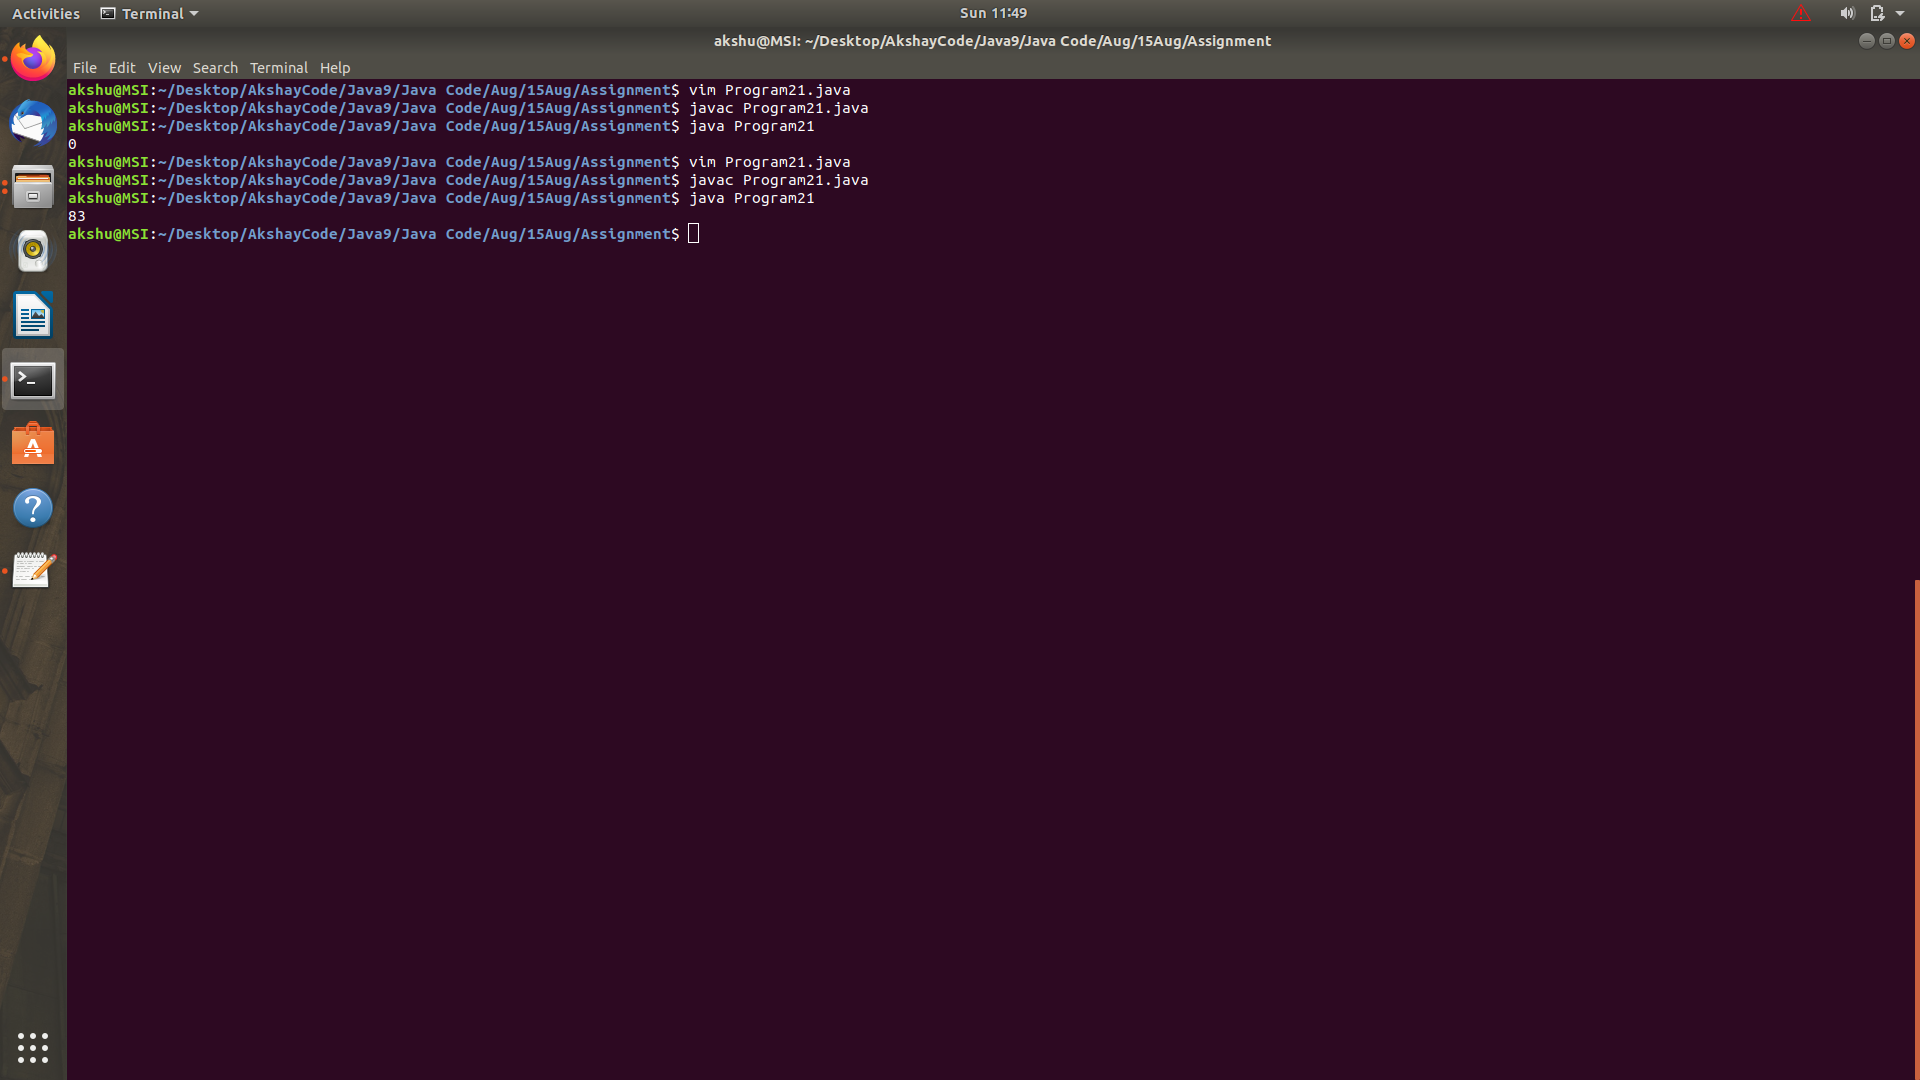 Activities Terminal Sun 11:49
akshu@MSI: ~/Desktop/AkshayCode/Java9/Java Code/Aug/15Aug/Assignment
File Edit View Search Terminal Help
akshu@MSI:~/Desktop/AkshayCode/Java9/Java Code/Aug/15Aug/Assignment$ vim Program21.java
akshu@MSI:~/Desktop/AkshayCode/Java9/Java Code/Aug/15Aug/Assignment$ javac Program21.java
akshu@MSI:~/Desktop/AkshayCode/Java9/Java Code/Aug/15Aug/Assignment$ java Program21
0
akshu@MSI:~/Desktop/AkshayCode/Java9/Java Code/Aug/15Aug/Assignment$ vim Program21.java
akshu@MSI:~/Desktop/AkshayCode/Java9/Java Code/Aug/15Aug/Assignment$ javac Program21.java
akshu@MSI:~/Desktop/AkshayCode/Java9/Java Code/Aug/15Aug/Assignment$ java Program21
83
akshu@MSI:~/Desktop/AkshayCode/Java9/Java Code/Aug/15Aug/Assignment$